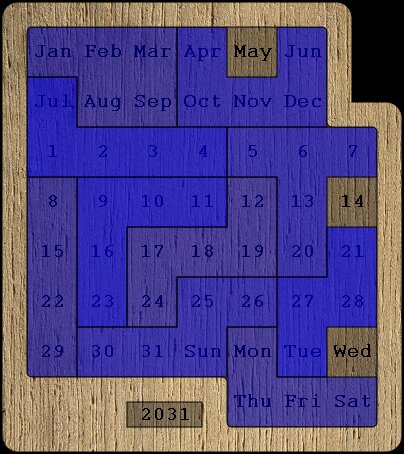 Jan Feb Mar Apr May Jun
Jul Aug Sep Oct Nov Dec
1 2 3 4 5 6 7
8 9 10 11 12 13 14
15 16 17 18 19 20 21
22 23 24 25 26 27 28
29 30 31 Sun Mon Tue Wed
Thu Fri Sat
2031